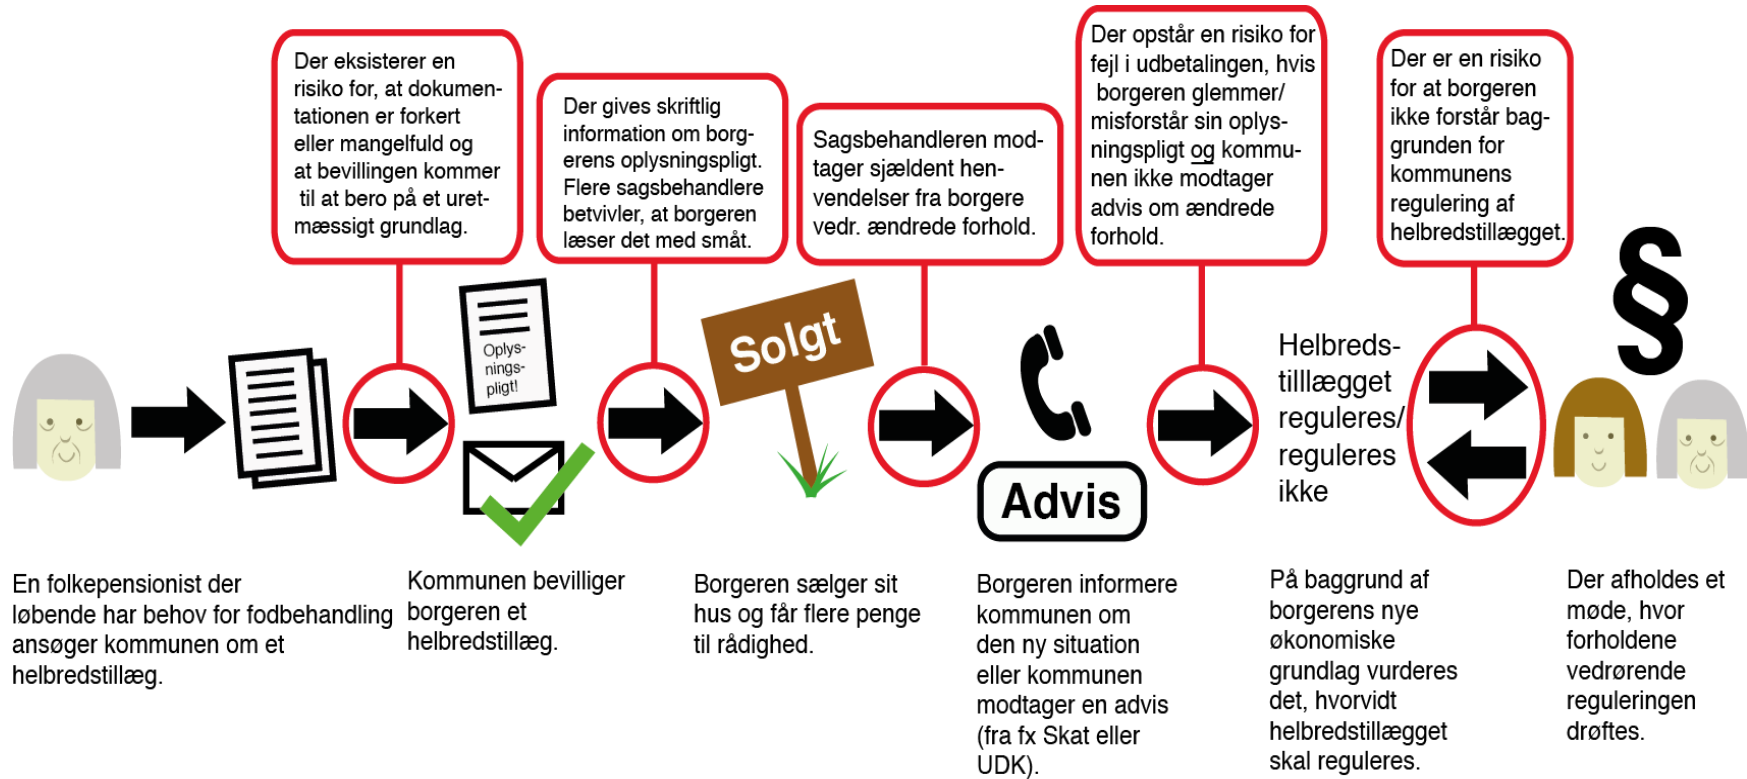 Der eksisterer en
risiko for, at dokumen-
tationen er forkert
eller mangelfuld og
at bevillingen kommer
til at bero på et uret-
mæssigt grundlag.
Der gives skriftlig
information om borg-
erens oplysningspligt.
Flere sagsbehandlere
betvivler, at borgeren
læser det med småt.
Sagsbehandleren mod-
tager sjældent hen-
vendelser fra borgere
vedr. ændrede forhold.
Der opstår en risiko for
fejl i udbetalingen, hvis
borgeren glemmer/
misforstår sin oplys-
ningspligt og kommu-
nen ikke modtager
advis om ændrede
forhold.
Der er en risiko
for at borgeren
ikke forstår bag-
grunden for
kommunens
regulering af
helbredstillægget.
Oplys-
nings-
pligt!
Solgt
Advis
Helbreds-
tilllægget
reguleres/
reguleres
ikke
§
En folkepensionist der
løbende har behov for fodbehandling
ansøger kommunen om et
helbredstillæg.
Kommunen bevilliger
borgeren et
helbredstillæg.
Borgeren sælger sit
hus og får flere penge
til rådighed.
Borgeren informere
kommunen om
den ny situation
eller kommunen
modtager en advis
(fra fx Skat eller
UDK).
På baggrund af
borgerens nye
økonomiske
grundlag vurderes
det, hvorvidt
helbredstillægget
skal reguleres.
Der afholdes et
møde, hvor
forholdene
vedrørende
reguleringen
drøftes.